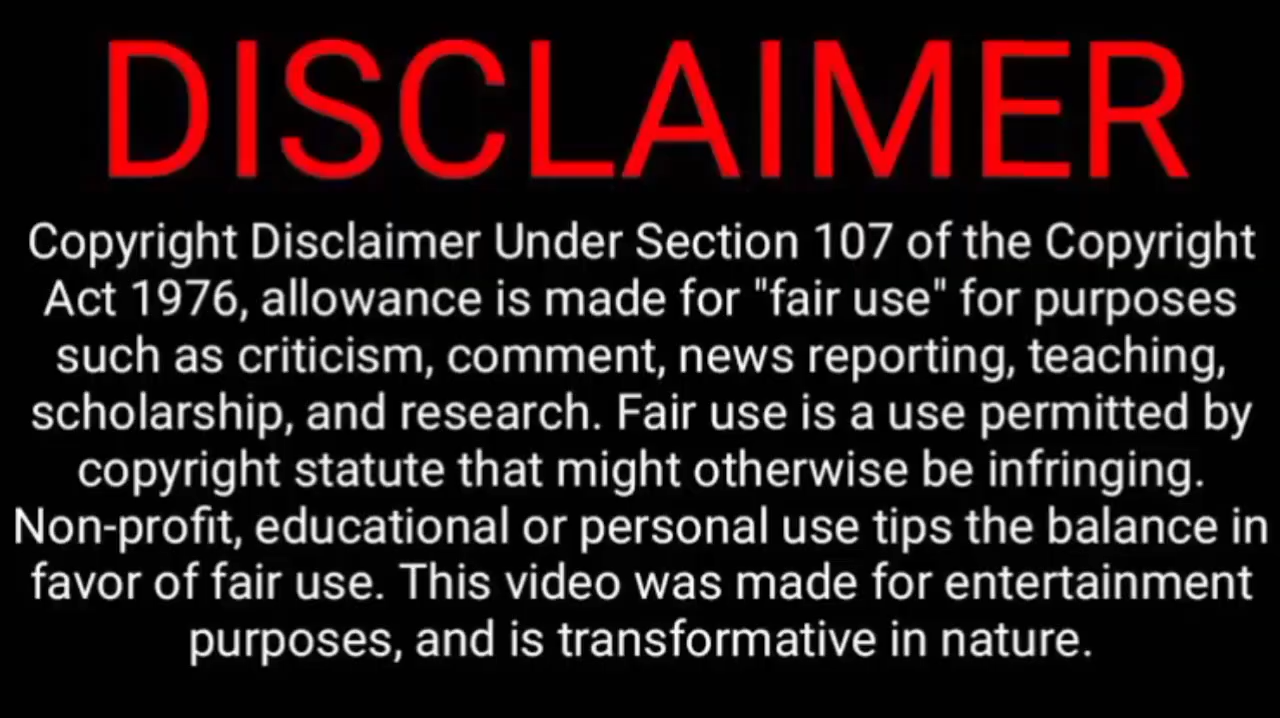 DISCLAIMER
Copyright Disclaimer Under Section 107 of the Copyright
Act 1976, allowance is made for "fair use" for purposes
such as criticism, comment, news reporting, teaching,
scholarship, and research. Fair use is a use permitted by
copyright statute that might otherwise be infringing.
Non-profit, educational or personal use tips the balance in
favor of fair use. This video was made for entertainment
purposes, and is transformative in nature.